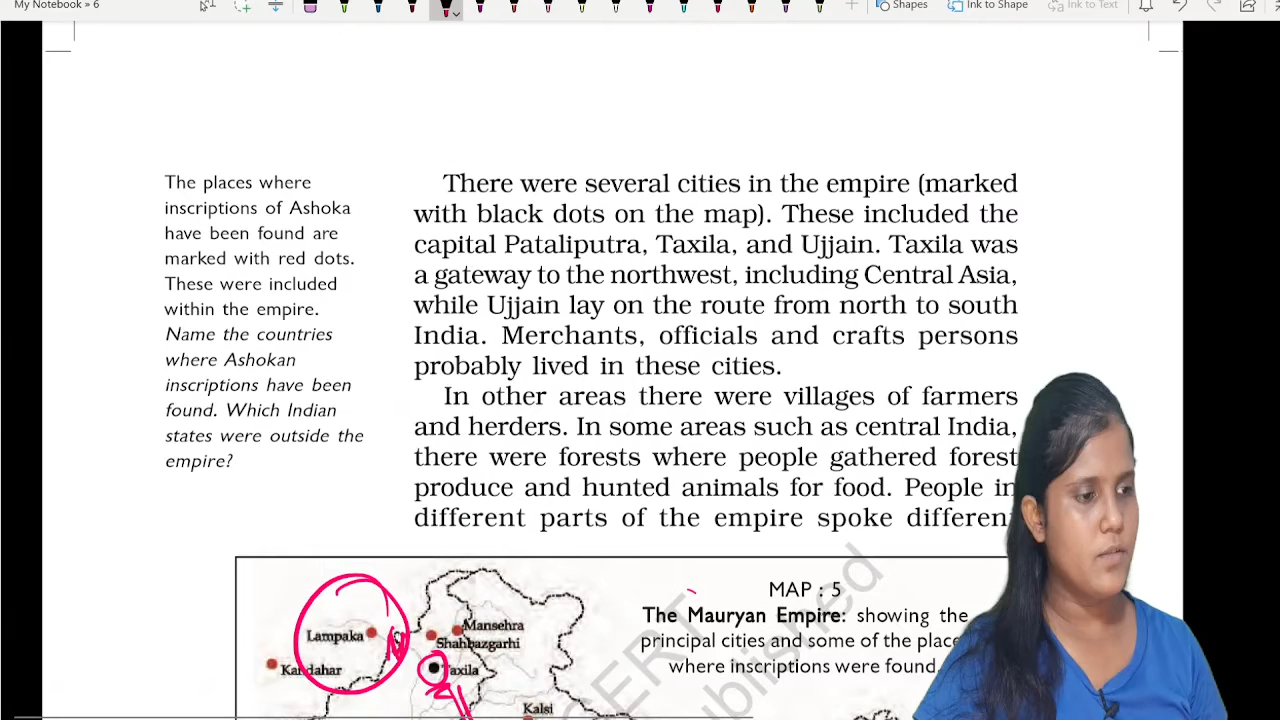 My Notebook » 6
Shapes
Ink to Shape
Ink to Text
The places where
inscriptions of Ashoka
have been found are
marked with red dots.
These were included
within the empire.
Name the countries
where Ashokan
inscriptions have been
found. Which Indian
states were outside the
empire?
There were several cities in the empire (marked
with black dots on the map). These included the
capital Pataliputra, Taxila, and Ujjain. Taxila was
a gateway to the northwest, including Central Asia,
while Ujjain lay on the route from north to south
India. Merchants, officials and crafts persons
probably lived in these cities.
In other areas there were villages of farmers
and herders. In some areas such as central India,
there were forests where people gathered forest
produce and hunted animals for food. People in
different parts of the empire spoke different
MAP : 5
The Mauryan Empire: showing the
principal cities and some of the place
where inscriptions were found
Lampaka
Mansehra
Shahbazgarhi
Kandahar
Taxila
Kalsi
published